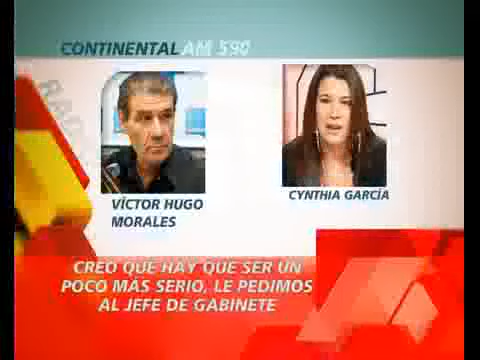 CONTINENTAL AM 590
VÍCTOR HUGO
MORALES
CYNTHIA GARCÍA
CREO QUE HAY QUE SER UN
POCO MÁS SERIO, LE PEDIMOS
AL JEFE DE GABINETE